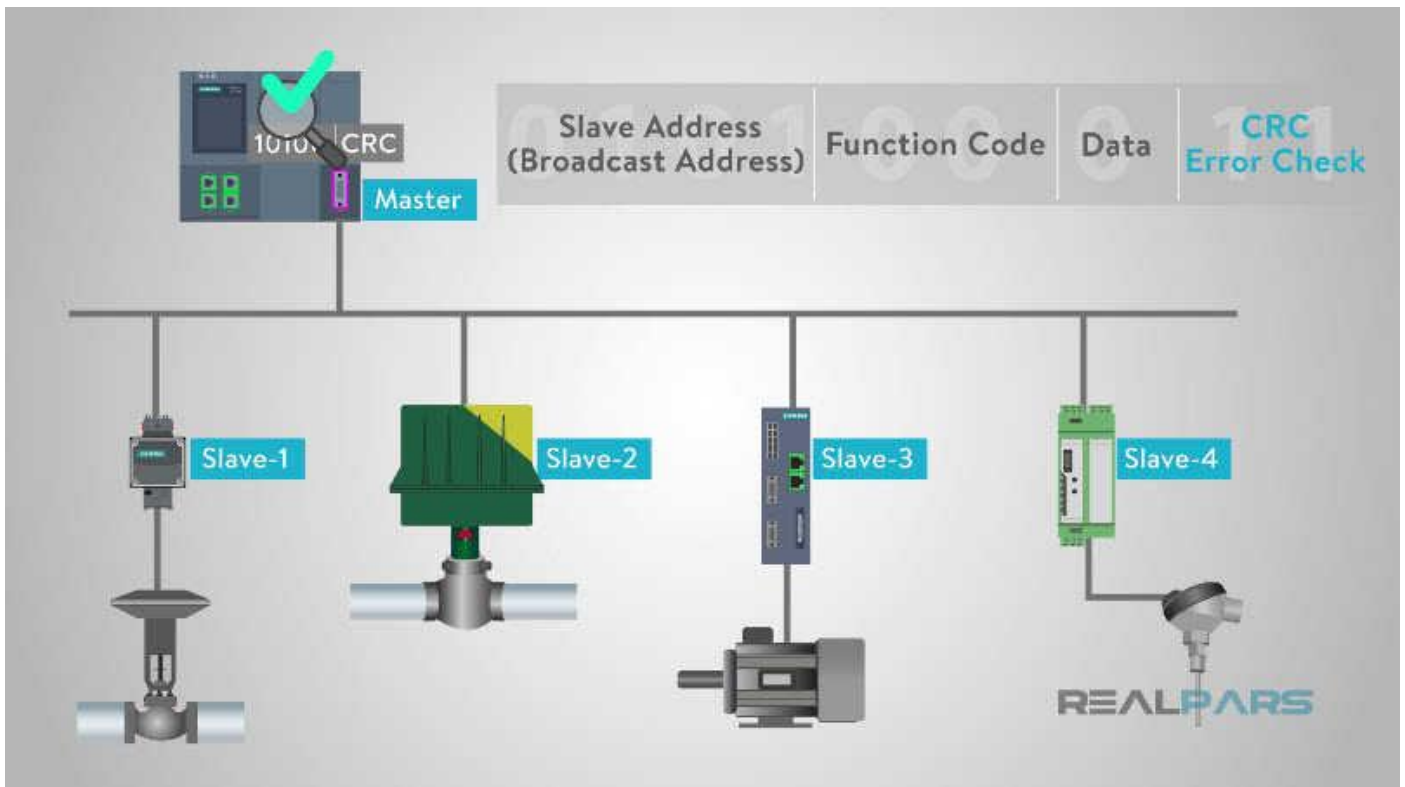 Slave Address
(Broadcast Address)
Function Code
Data
CRC
Error Check
CRC
Master
Slave-1
Slave-2
Slave-3
Slave-4
REALPARS